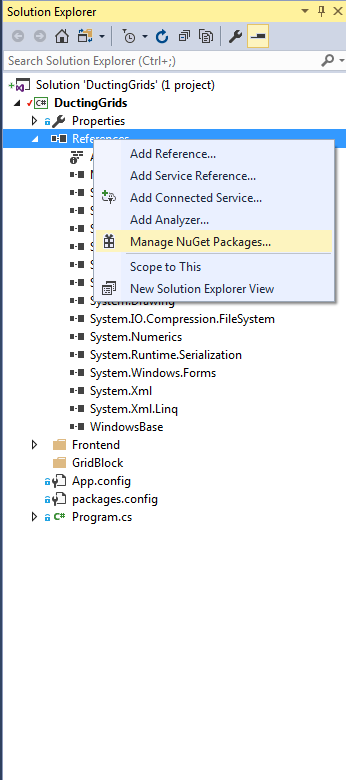 Solution Explorer
Search Solution Explorer (Ctrl+;)
Solution 'DuctingGrids' (1 project)
C# DuctingGrids
Properties
References
Add Reference...
Add Service Reference...
Add Connected Service...
Add Analyzer...
Manage NuGet Packages...
Scope to This
New Solution Explorer View
System.Drawing
System.IO.Compression.FileSystem
System.Numerics
System.Runtime.Serialization
System.Windows.Forms
System.Xml
System.Xml.Linq
WindowsBase
Frontend
GridBlock
App.config
packages.config
C# Program.cs